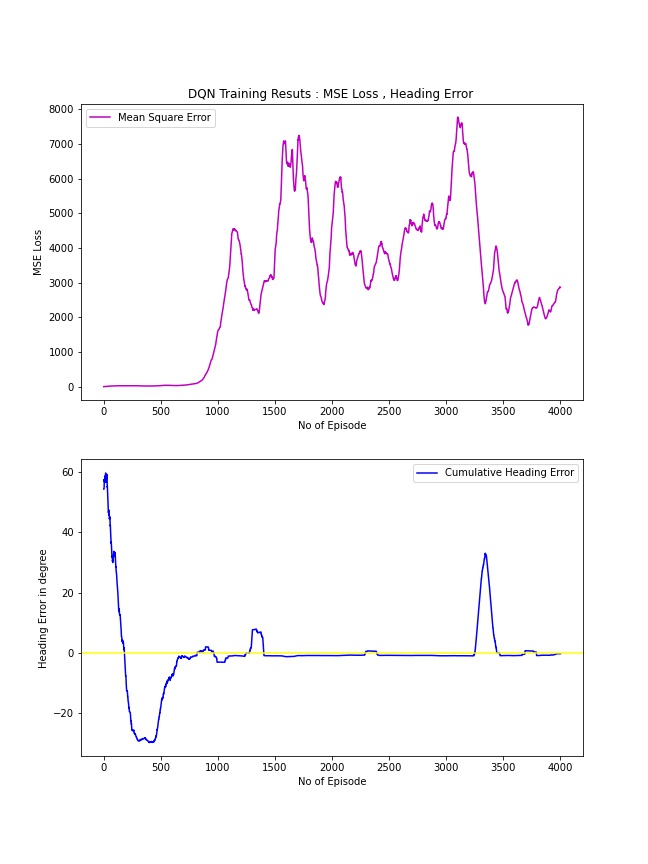 DQN Training Resuts : MSE Loss , Heading Error
8000
7000
6000
5000
4000
3000
2000
1000
0
MSE Loss
Mean Square Error
0 500 1000 1500 2000 2500 3000 3500 4000
No of Episode
60
40
20
0
−20
Heading Error in degree
Cumulative Heading Error
0 500 1000 1500 2000 2500 3000 3500 4000
No of Episode